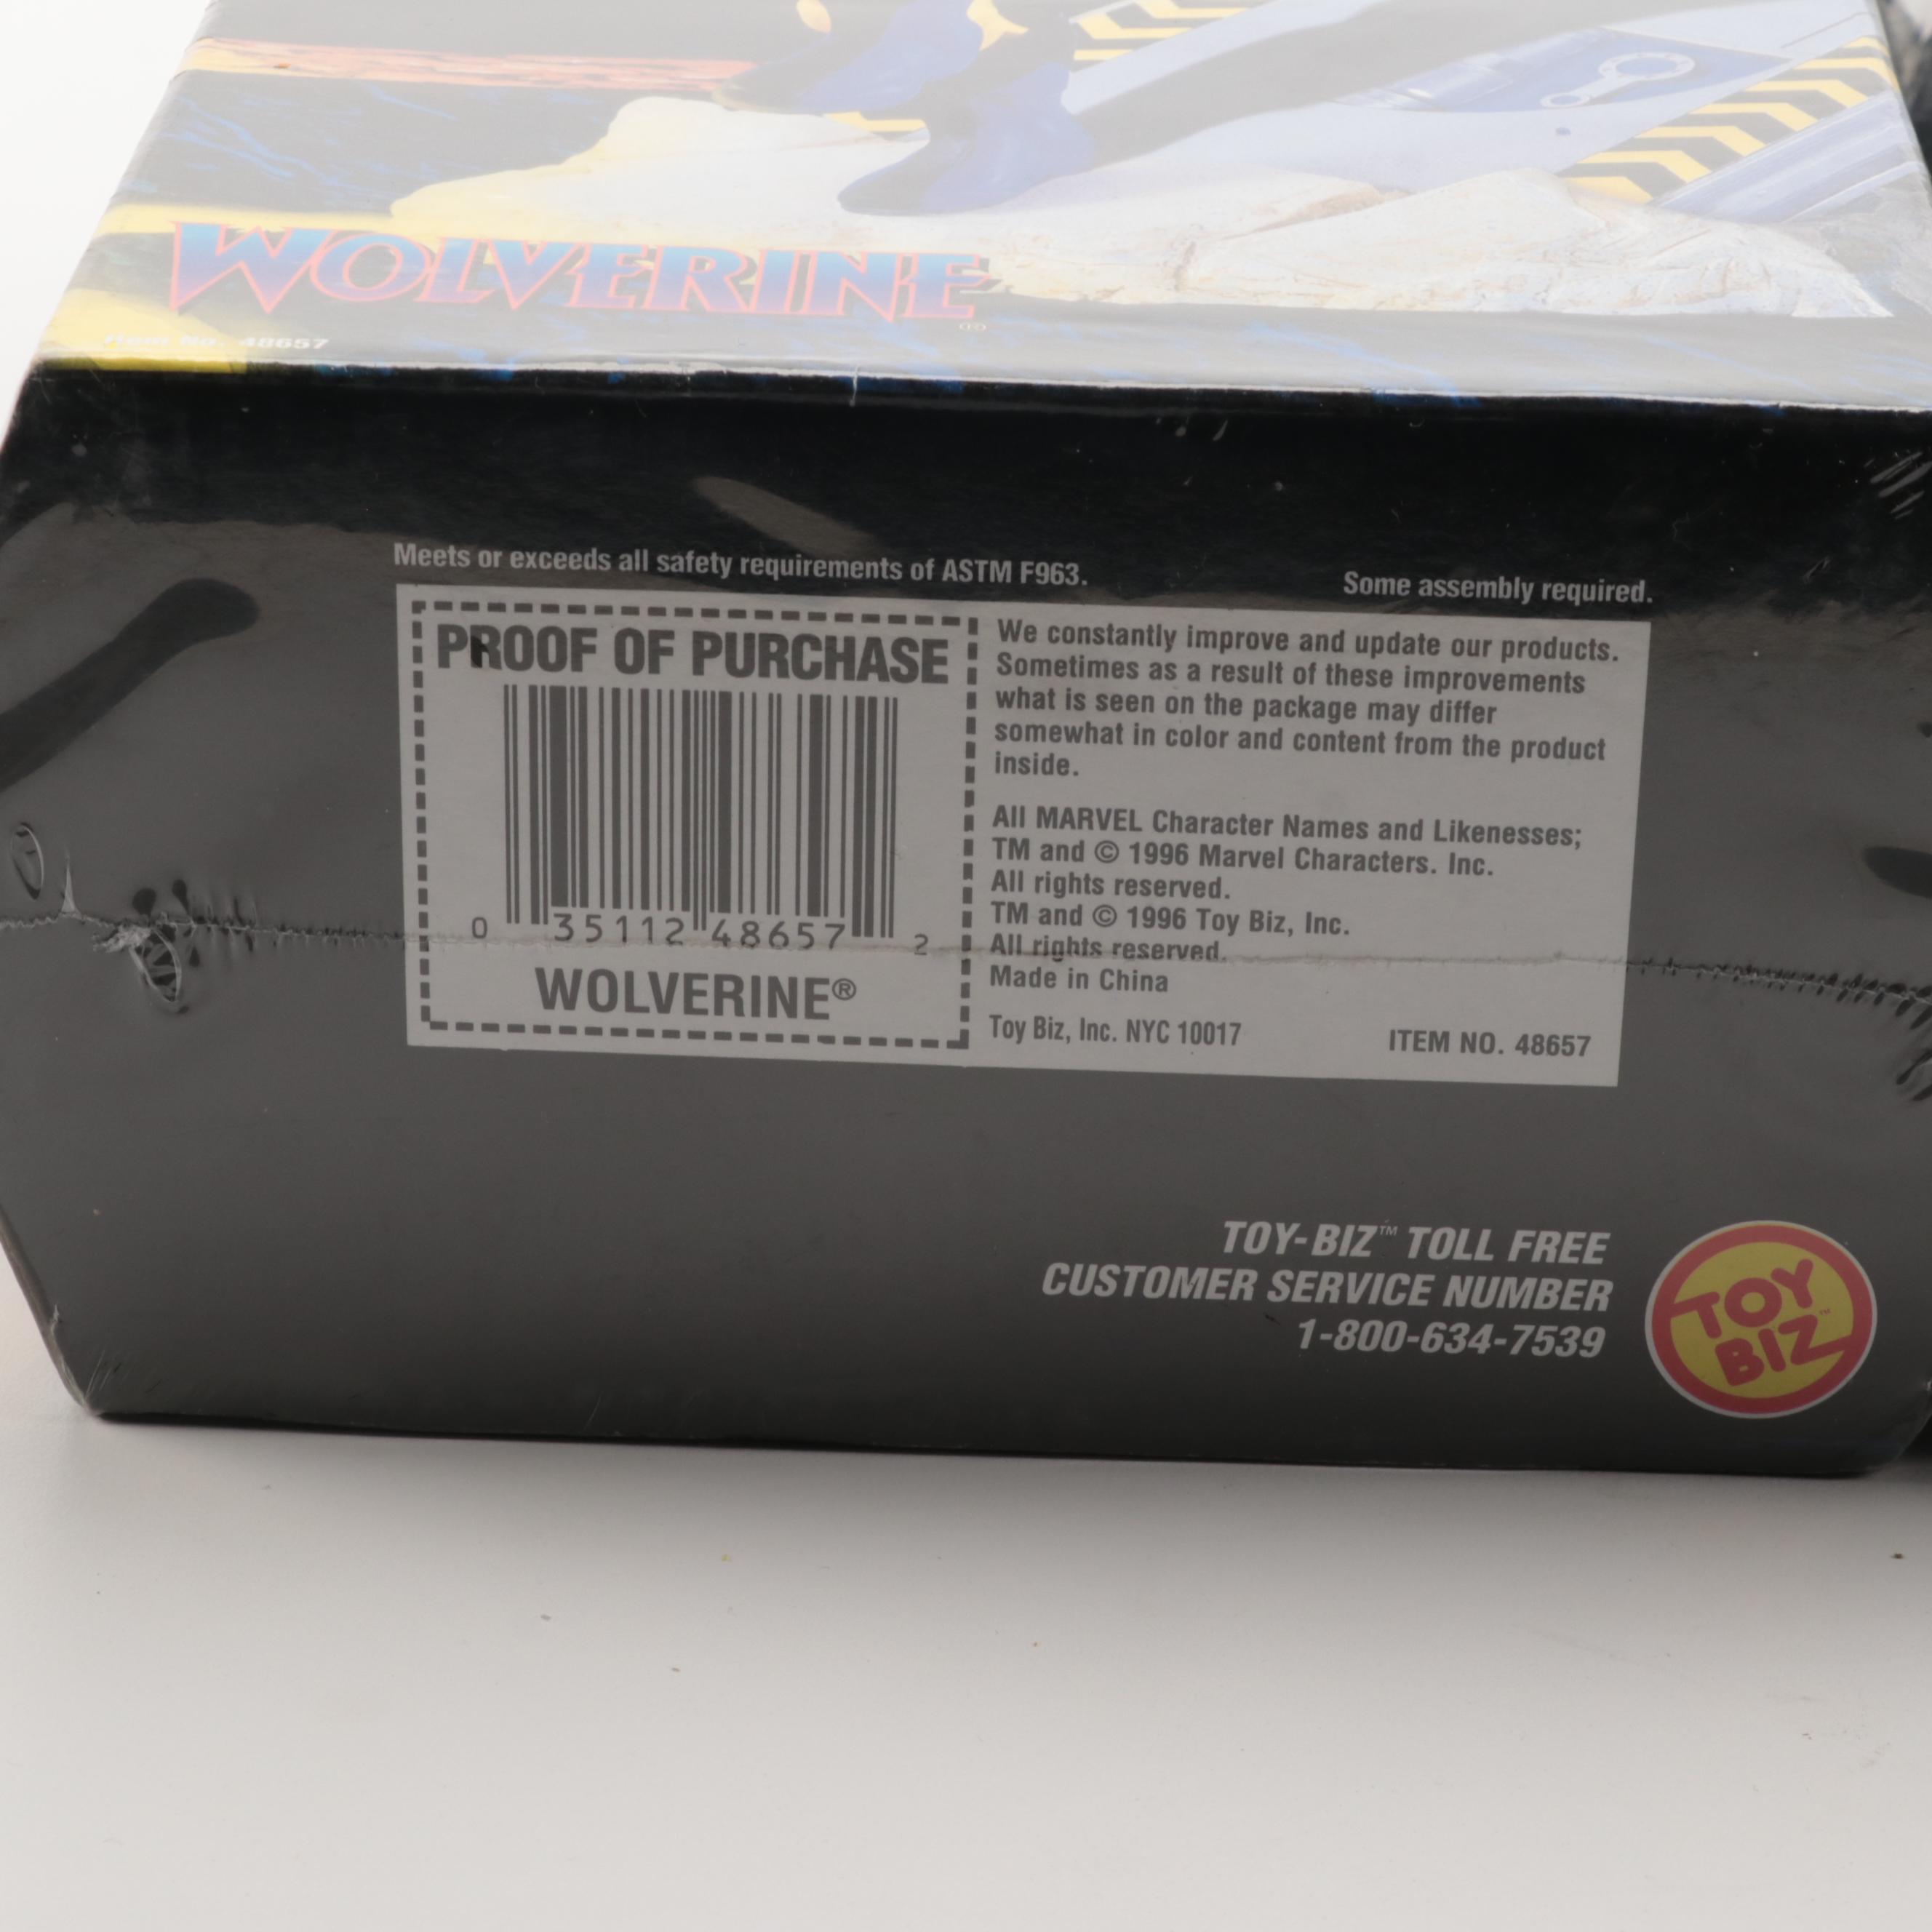 WOLVERINE®
Item No. 48657
Meets or exceeds all safety requirements of ASTM F963.
Some assembly required.
PROOF OF PURCHASE
0 35112 48657 2
WOLVERINE®
We constantly improve and update our products.
Sometimes as a result of these improvements
what is seen on the package may differ
somewhat in color and content from the product
inside.
All MARVEL Character Names and Likenesses;
TM and © 1996 Marvel Characters. Inc.
All rights reserved.
TM and © 1996 Toy Biz, Inc.
All rights reserved.
Made in China
Toy Biz, Inc. NYC 10017
ITEM NO. 48657
TOY-BIZ™ TOLL FREE
CUSTOMER SERVICE NUMBER
1-800-634-7539
TOY
BIZ™